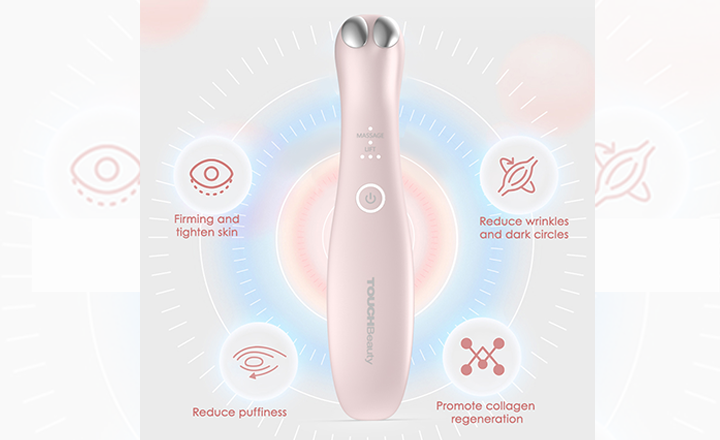 MASSAGE
LIFT
Firming and
tighten skin
Reduce wrinkles
and dark circles
TOUCHBeauty
Reduce puffiness
Promote collagen
regeneration